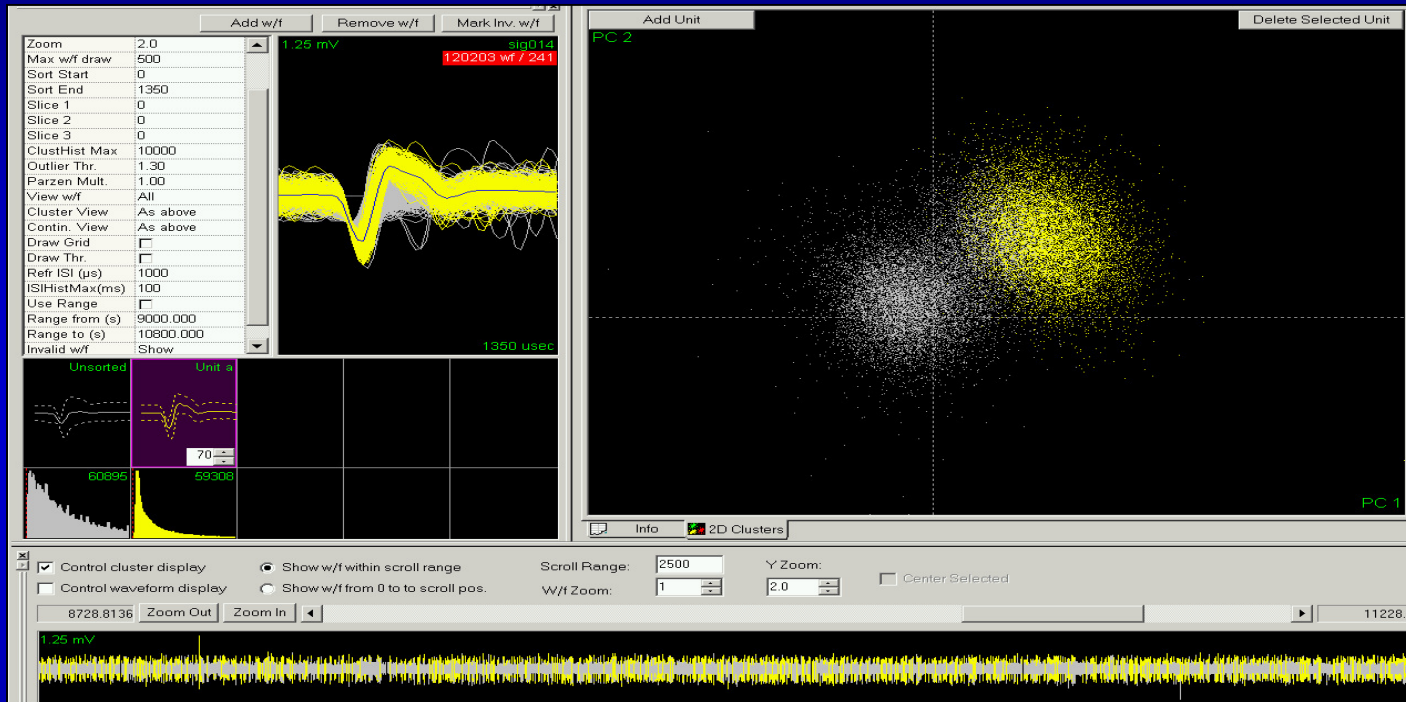 Add w/f Remove w/f Mark Inv. w/f
Zoom 2.0
Max w/f draw 500
Sort Start 0
Sort End 1350
Slice 1 0
Slice 2 0
Slice 3 0
ClustHist Max 10000
Outlier Thr. 1.30
Parzen Mult. 1.00
View w/f All
Cluster View As above
Contin. View As above
Draw Grid
Draw Thr.
Refr ISI (µs) 1000
ISIHistMax(ms) 100
Use Range
Range from (s) 9000.000
Range to (s) 10800.000
Invalid w/f Show
1.25 mV sig014
120203 wf / 241
1350 usec
Unsorted Unit a
70
60895 59308
Add Unit Delete Selected Unit
PC 2
PC 1
Info 2D Clusters
Control cluster display Show w/f within scroll range Scroll Range: 2500 Y Zoom:
Control waveform display Show w/f from 0 to to scroll pos. W/f Zoom: 1 2.0 Center Selected
8728.8136 Zoom Out Zoom In 11228.
1.25 mV